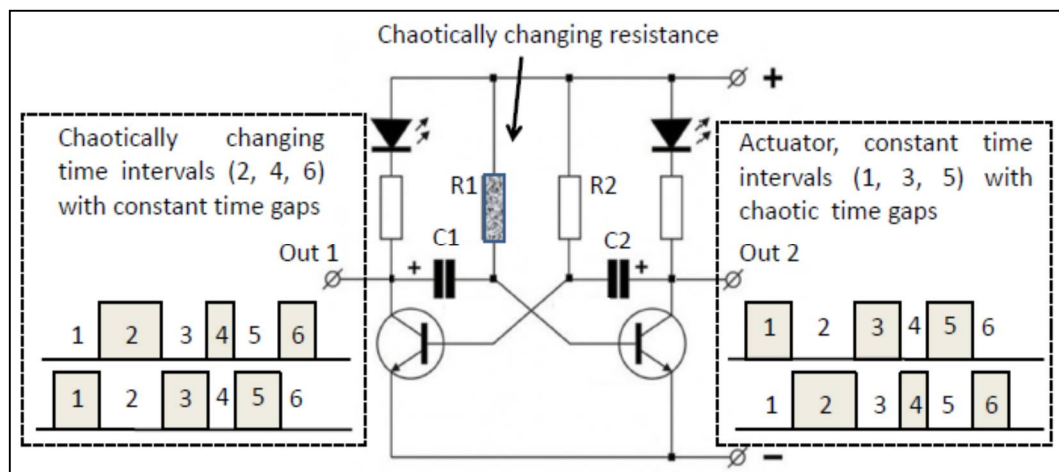 Chaotically changing resistance
+
Chaotically changing
time intervals (2, 4, 6)
with constant time gaps
Actuator, constant time
intervals (1, 3, 5) with
chaotic time gaps
R1
R2
C1
C2
Out 1
+
+
Out 2
1 2 3 4 5 6
1 2 3 4 5 6
1 2 3 4 5 6
1 2 3 4 5 6
−